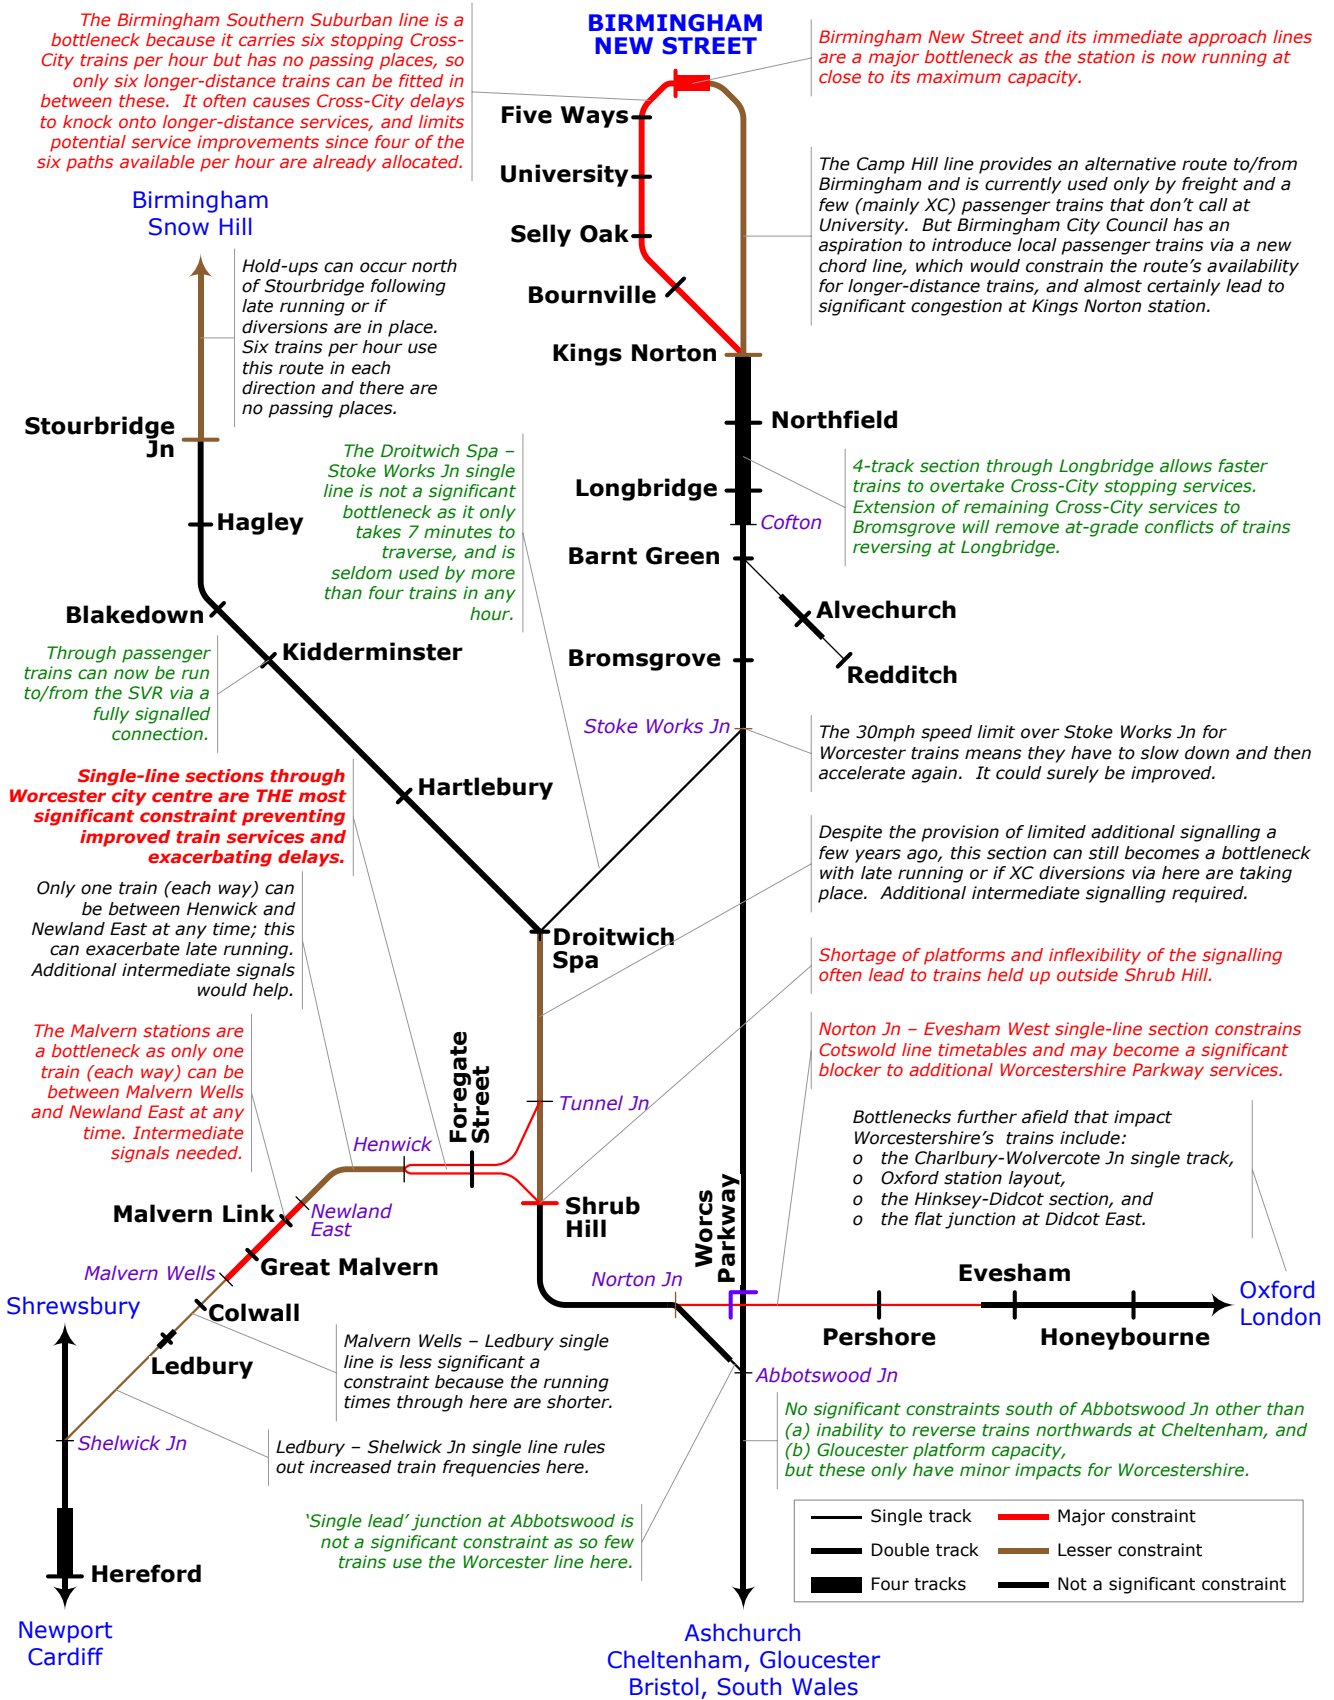 The Birmingham Southern Suburban line is a
bottleneck because it carries six stopping Cross-
City trains per hour but has no passing places, so
only six longer-distance trains can be fitted in
between these.  It often causes Cross-City delays
to knock onto longer-distance services, and limits
potential service improvements since four of the
six paths available per hour are already allocated.
BIRMINGHAM
NEW STREET
Birmingham New Street and its immediate approach lines
are a major bottleneck as the station is now running at
close to its maximum capacity.
Five Ways
University
Selly Oak
Bournville
Kings Norton
The Camp Hill line provides an alternative route to/from
Birmingham and is currently used only by freight and a
few (mainly XC) passenger trains that don’t call at
University.  But Birmingham City Council has an
aspiration to introduce local passenger trains via a new
chord line, which would constrain the route’s availability
for longer-distance trains, and almost certainly lead to
significant congestion at Kings Norton station.
Birmingham
Snow Hill
Hold-ups can occur north
of Stourbridge following
late running or if
diversions are in place.
Six trains per hour use
this route in each
direction and there are
no passing places.
Stourbridge
Jn
Northfield
Longbridge
Cofton
The Droitwich Spa –
Stoke Works Jn single
line is not a significant
bottleneck as it only
takes 7 minutes to
traverse, and is
seldom used by more
than four trains in any
hour.
4-track section through Longbridge allows faster
trains to overtake Cross-City stopping services.
Extension of remaining Cross-City services to
Bromsgrove will remove at-grade conflicts of trains
reversing at Longbridge.
Hagley
Barnt Green
Blakedown
Alvechurch
Kidderminster
Bromsgrove
Redditch
Through passenger
trains can now be run
to/from the SVR via a
fully signalled
connection.
Stoke Works Jn
The 30mph speed limit over Stoke Works Jn for
Worcester trains means they have to slow down and then
accelerate again.  It could surely be improved.
Single-line sections through
Worcester city centre are THE most
significant constraint preventing
improved train services and
exacerbating delays.
Hartlebury
Despite the provision of limited additional signalling a
few years ago, this section can still becomes a bottleneck
with late running or if XC diversions via here are taking
place.  Additional intermediate signalling required.
Only one train (each way) can
be between Henwick and
Newland East at any time; this
can exacerbate late running.
Additional intermediate signals
would help.
Droitwich
Spa
Shortage of platforms and inflexibility of the signalling
often lead to trains held up outside Shrub Hill.
The Malvern stations are
a bottleneck as only one
train (each way) can be
between Malvern Wells
and Newland East at any
time. Intermediate
signals needed.
Norton Jn – Evesham West single-line section constrains
Cotswold line timetables and may become a significant
blocker to additional Worcestershire Parkway services.
Foregate
Street
Tunnel Jn
Henwick
Bottlenecks further afield that impact
Worcestershire’s  trains include:
o   the Charlbury-Wolvercote Jn single track,
o   Oxford station layout,
o   the Hinksey-Didcot section, and
o   the flat junction at Didcot East.
Malvern Link
Newland
East
Shrub
Hill
Worcs
Parkway
Great Malvern
Malvern Wells
Norton Jn
Evesham
Oxford
London
Shrewsbury
Colwall
Pershore
Honeybourne
Ledbury
Malvern Wells – Ledbury single
line is less significant a
constraint because the running
times through here are shorter.
Abbotswood Jn
Shelwick Jn
Ledbury – Shelwick Jn single line rules
out increased train frequencies here.
No significant constraints south of Abbotswood Jn other than
(a) inability to reverse trains northwards at Cheltenham, and
(b) Gloucester platform capacity,
but these only have minor impacts for Worcestershire.
‘Single lead’ junction at Abbotswood is
not a significant constraint as so few
trains use the Worcester line here.
Single track
Major constraint
Double track
Lesser constraint
Four tracks
Not a significant constraint
Hereford
Newport
Cardiff
Ashchurch
Cheltenham, Gloucester
Bristol, South Wales